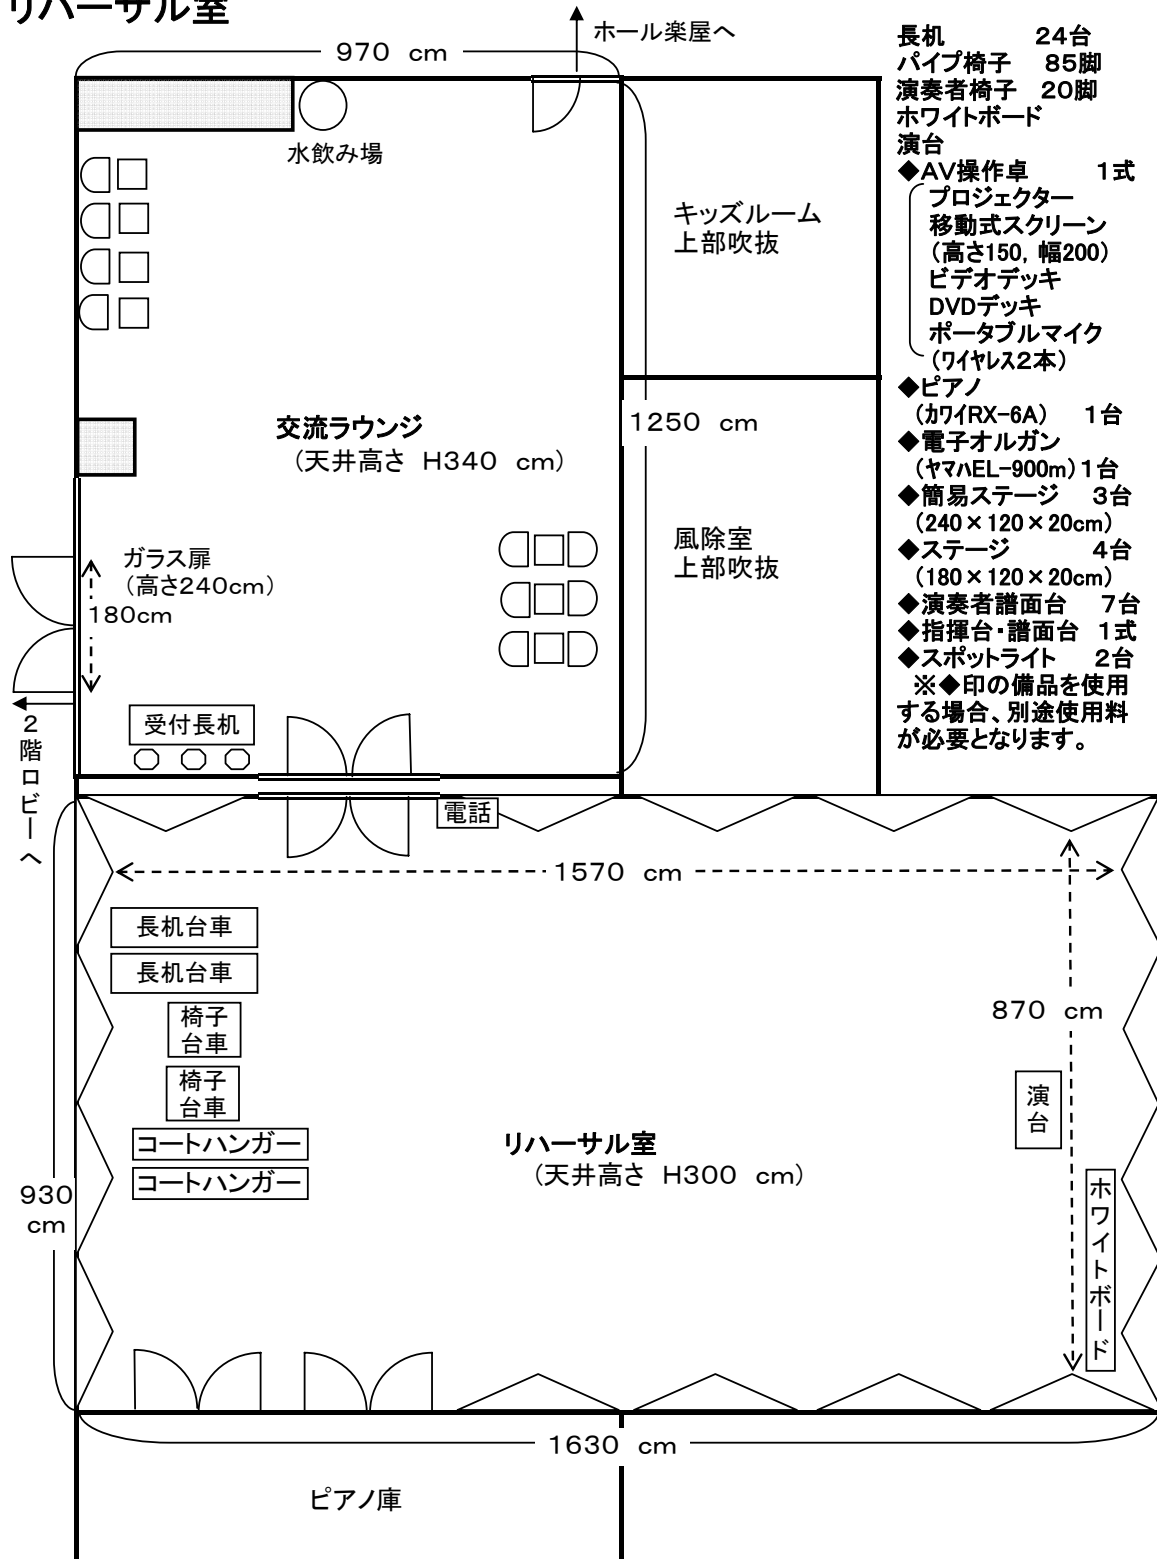 リハーサル室
970 cm
ホール楽屋へ
水飲み場
キッズルーム
上部吹抜
交流ラウンジ
(天井高さ H340 cm)
1250 cm
ガラス扉
(高さ240cm)
180cm
風除室
上部吹抜
2階ロビーへ
受付長机
電話
長机 24台
パイプ椅子 85脚
演奏者椅子 20脚
ホワイトボード
演台
◆AV操作卓 1式
プロジェクター
移動式スクリーン
(高さ150, 幅200)
ビデオデッキ
DVDデッキ
ポータブルマイク
(ワイヤレス2本)
◆ピアノ
(カワイRX-6A) 1台
◆電子オルガン
(ヤマハEL-900m)1台
◆簡易ステージ 3台
(240×120×20cm)
◆ステージ 4台
(180×120×20cm)
◆演奏者譜面台 7台
◆指揮台・譜面台 1式
◆スポットライト 2台
※◆印の備品を使用
する場合、別途使用料
が必要となります。
1570 cm
長机台車
長机台車
椅子
台車
椅子
台車
コートハンガー
コートハンガー
870 cm
演台
リハーサル室
(天井高さ H300 cm)
ホワイトボード
930
cm
1630 cm
ピアノ庫